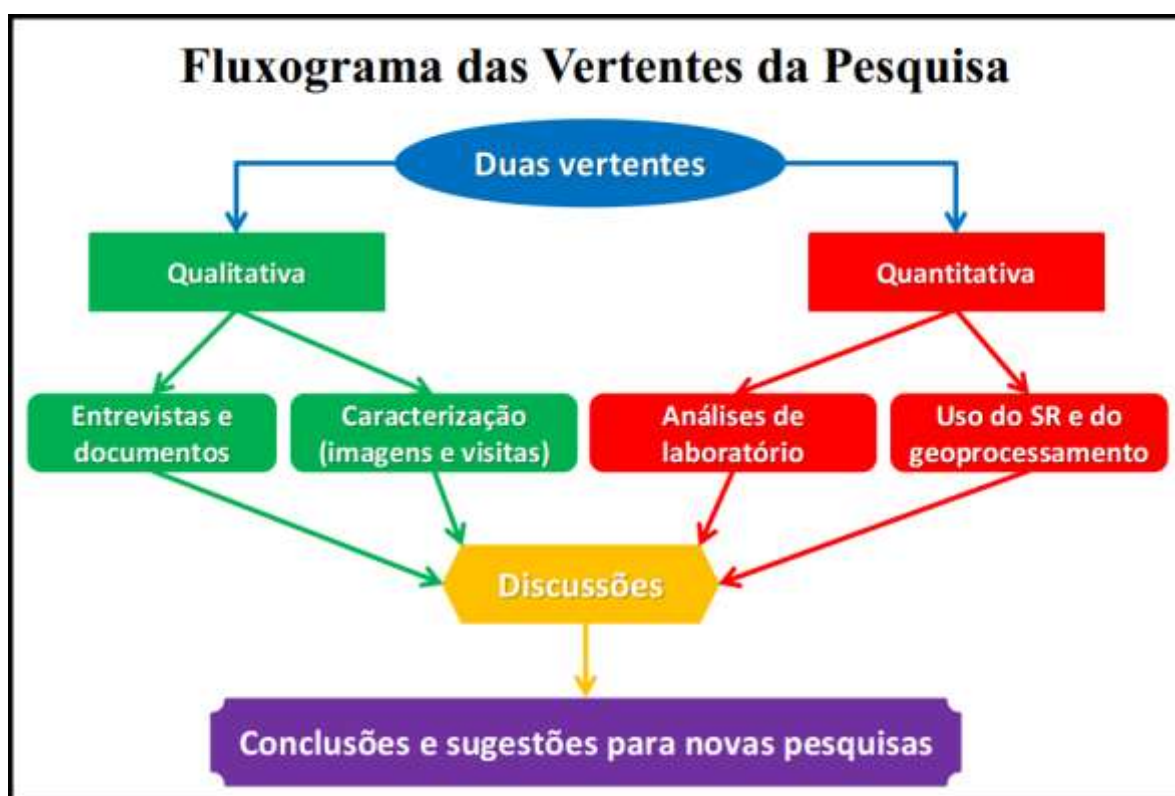 Fluxograma das Vertentes da Pesquisa
Duas vertentes
Qualitativa
Quantitativa
Entrevistas e
documentos
Caracterização
(imagens e visitas)
Análises de
laboratório
Uso do SR e do
geoprocessamento
Discussões
Conclusões e sugestões para novas pesquisas